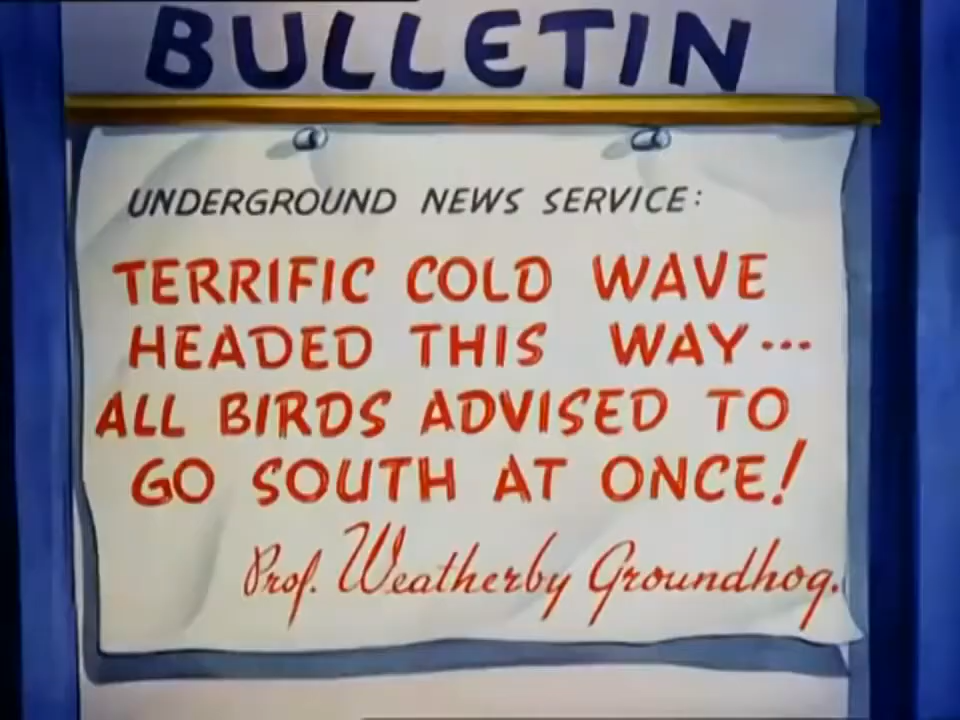 BULLETIN
UNDERGROUND NEWS SERVICE:
TERRIFIC COLD WAVE
HEADED THIS WAY---
ALL BIRDS ADVISED TO
GO SOUTH AT ONCE!
Prof. Weatherby Groundhog.